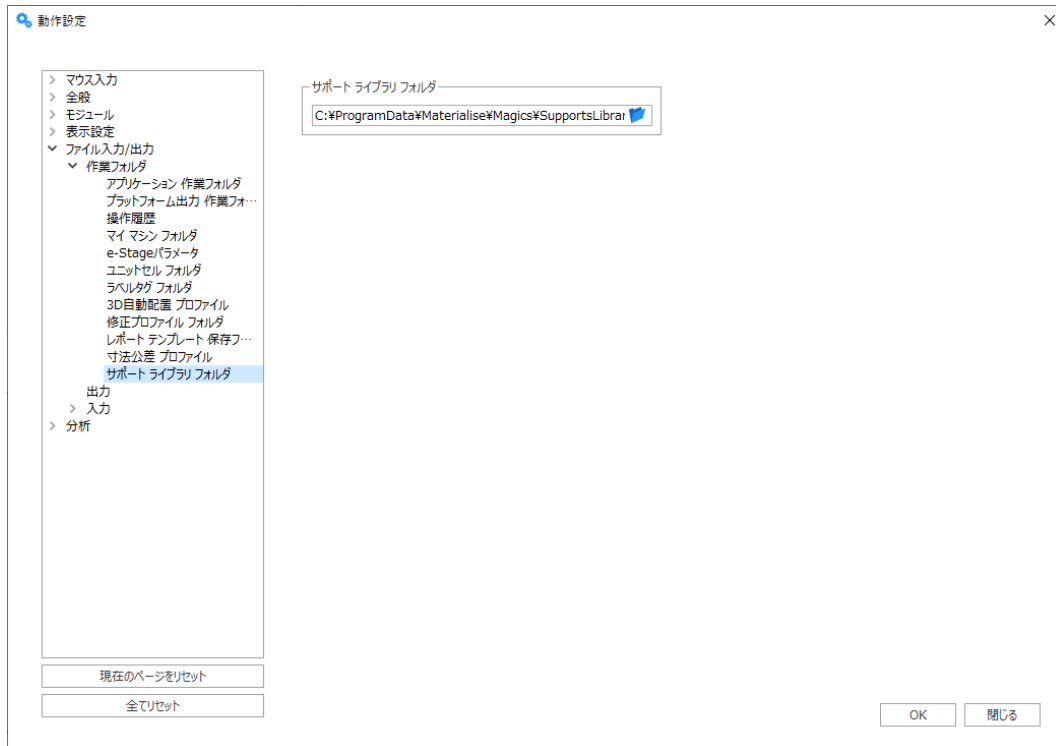 動作設定
マウス入力
全般
モジュール
表示設定
ファイル入力/出力
作業フォルダ
アプリケーション 作業フォルダ
プラットフォーム出力 作業フォ…
操作履歴
マイ マシン フォルダ
e-Stageパラメータ
ユニットセル フォルダ
ラベルタグ フォルダ
3D自動配置 プロファイル
修正プロファイル フォルダ
レポート テンプレート 保存フ…
寸法公差 プロファイル
サポート ライブラリ フォルダ
出力
入力
分析
現在のページをリセット
全てリセット
サポート ライブラリ フォルダ
C:¥ProgramData¥Materialise¥Magics¥SupportsLibrar
OK
閉じる